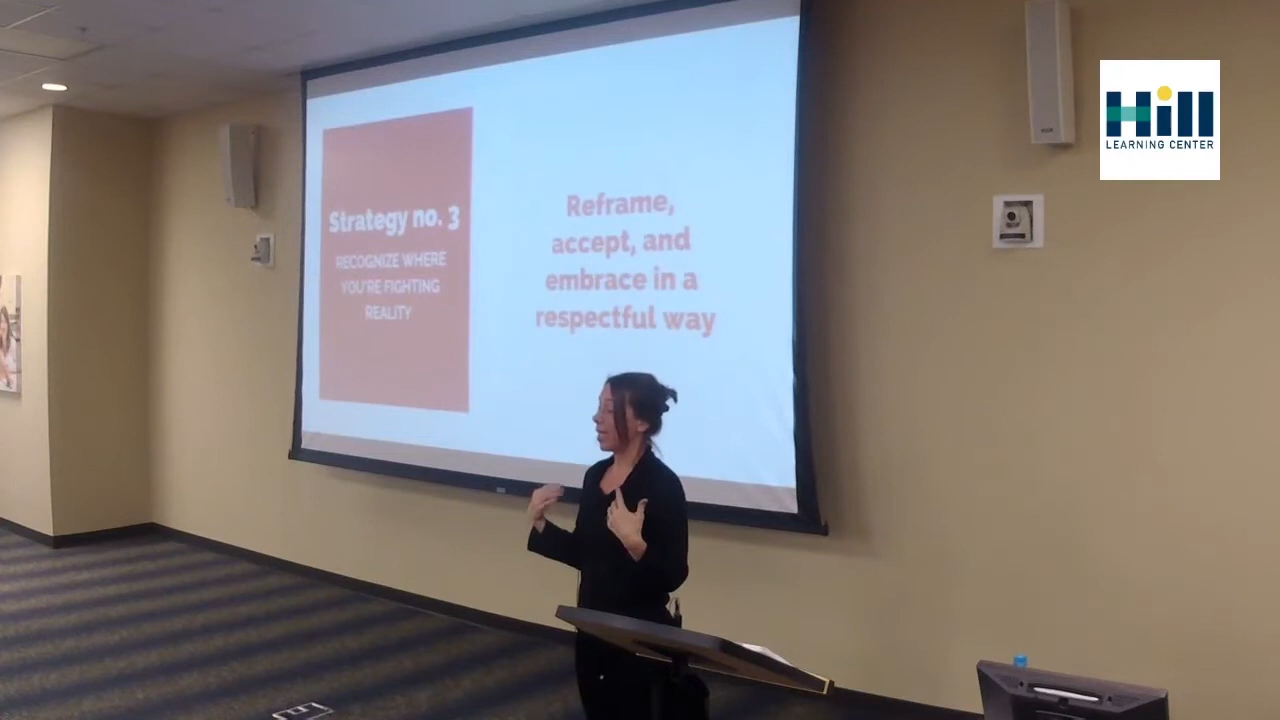 Strategy no. 3
RECOGNIZE WHERE
YOU'RE FIGHTING
REALITY
Reframe,
accept, and
embrace in a
respectful way
Hill
LEARNING CENTER